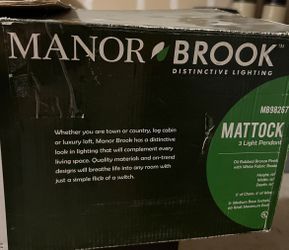 MANOR BROOK™
DISTINCTIVE LIGHTING
MB98267
MATTOCK
3 Light Pendant
Oil Rubbed Bronze Finish
with White Fabric Shade
Whether you are town or country, log cabin
or luxury loft, Manor Brook has a distinctive
look in lighting that will complement every
living space. Quality materials and on-trend
designs will breathe life into any room with
just a simple flick of a switch.